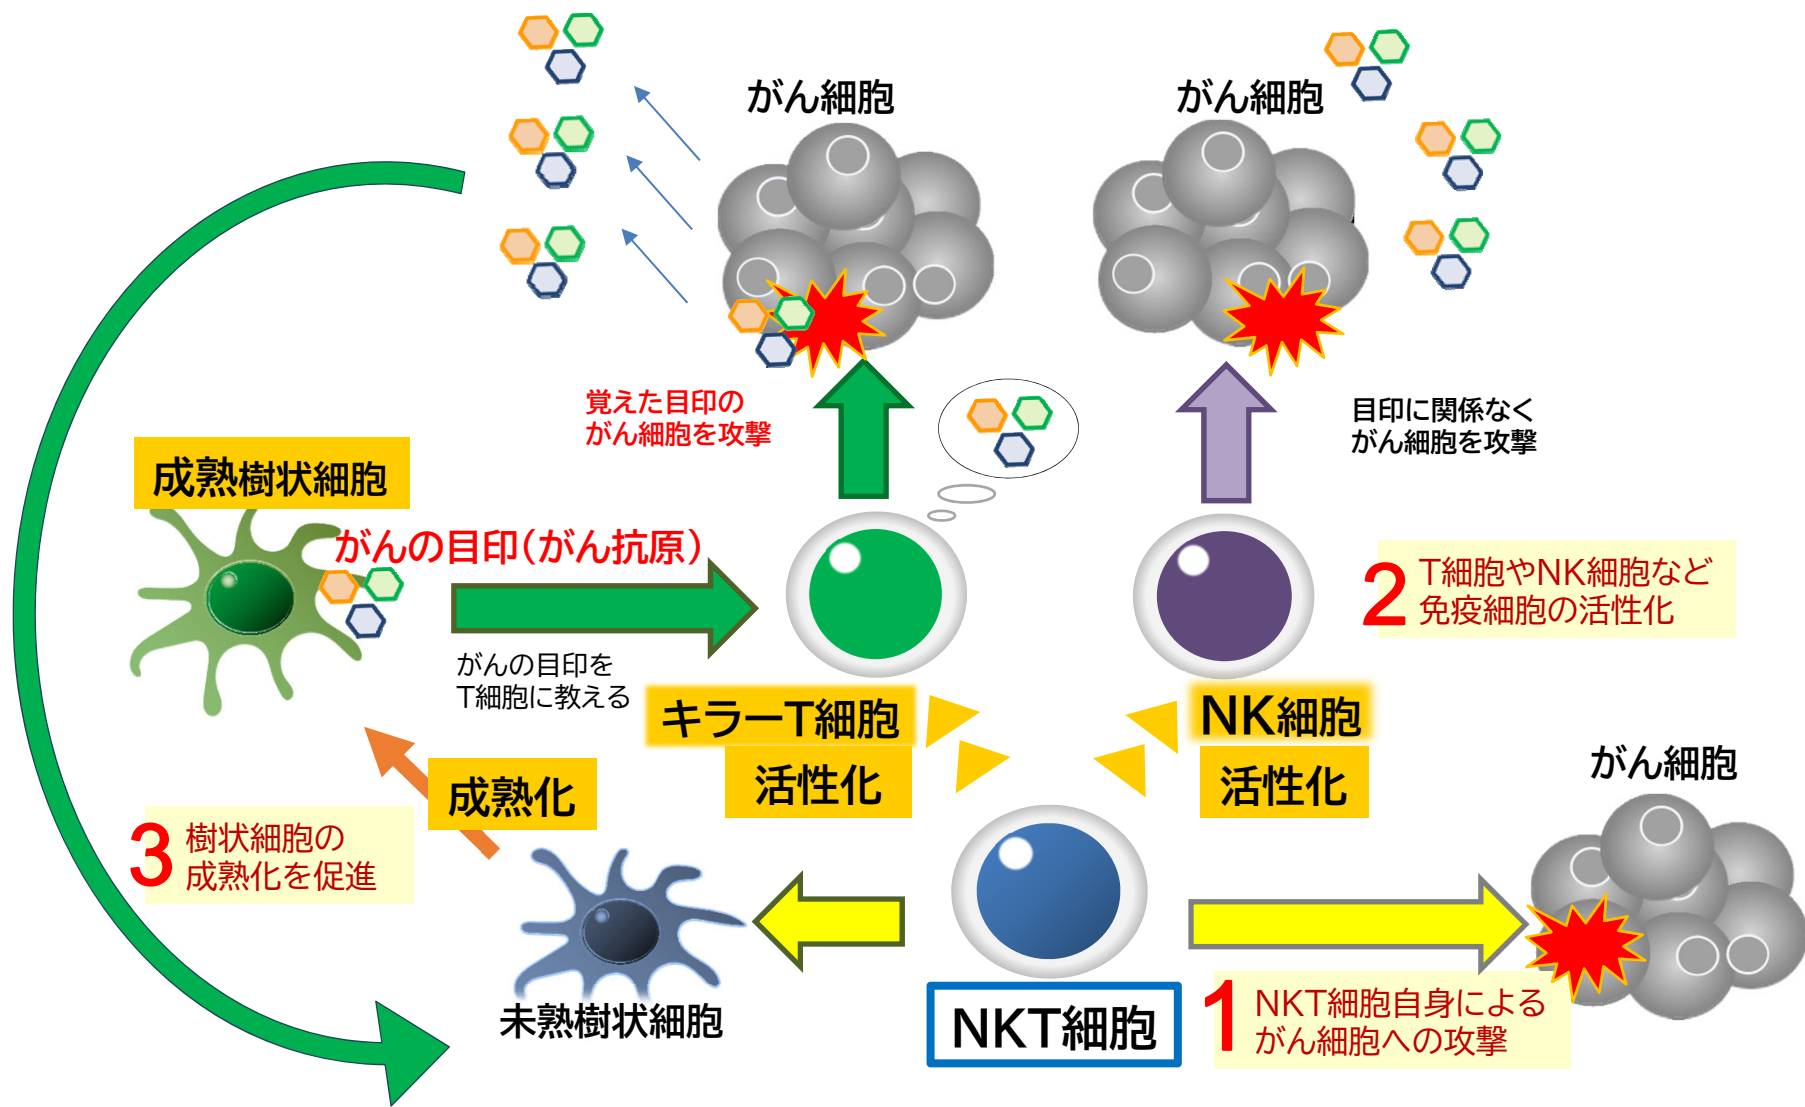 がん細胞
がん細胞
覚えた目印の
がん細胞を攻撃
目印に関係なく
がん細胞を攻撃
成熟樹状細胞
がんの目印(がん抗原)
がんの目印を
T細胞に教える
2 T細胞やNK細胞など
免疫細胞の活性化
キラーT細胞
活性化
NK細胞
活性化
がん細胞
成熟化
3 樹状細胞の
成熟化を促進
未熟樹状細胞
NKT細胞
1 NKT細胞自身による
がん細胞への攻撃